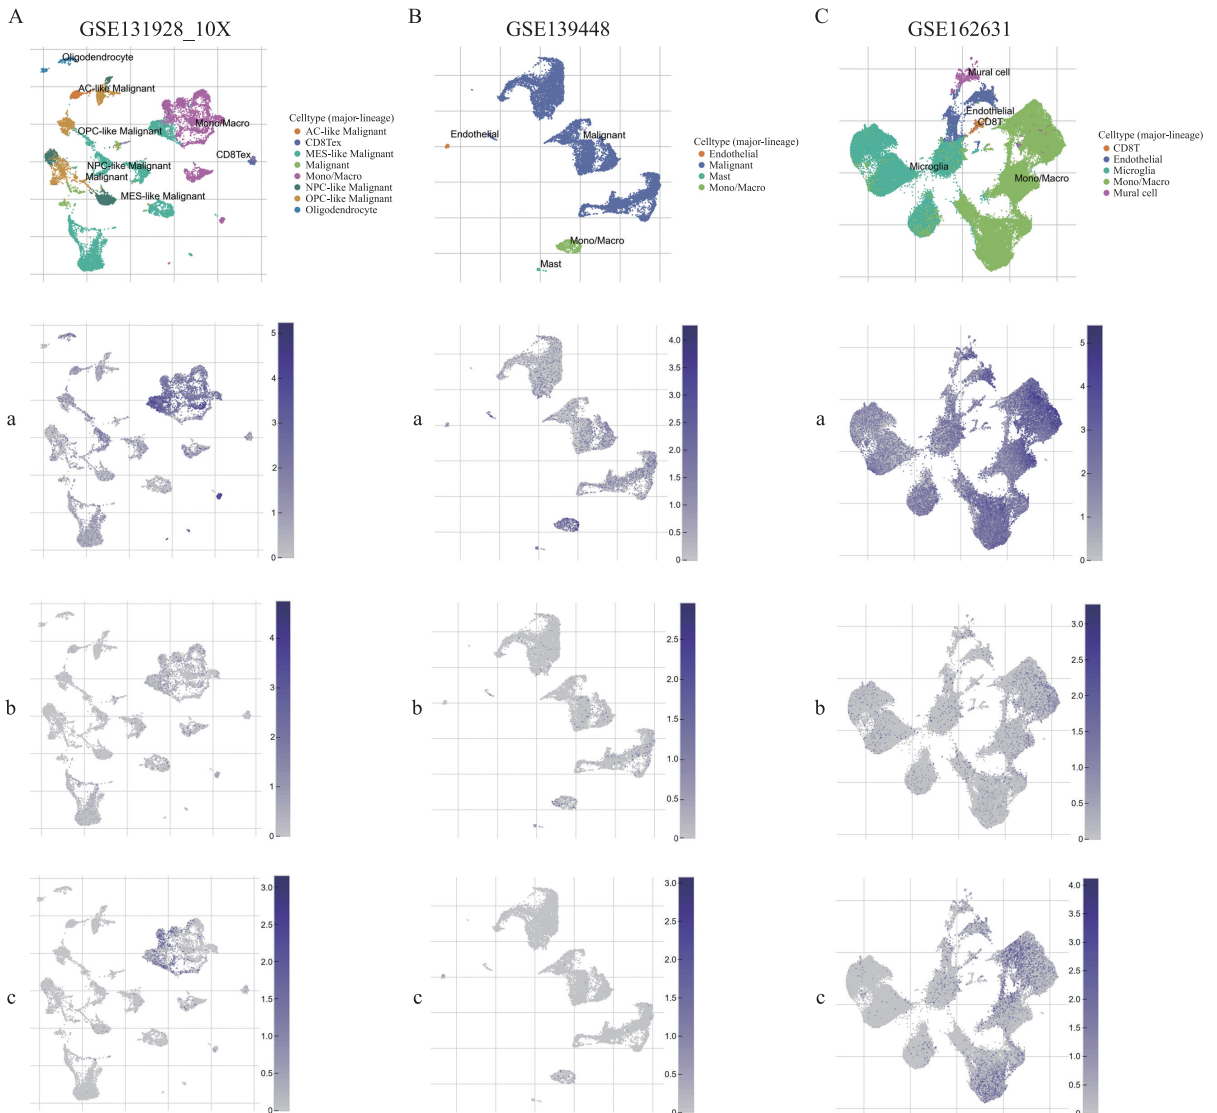 A
GSE131928_10X
Oligodendrocyte
AC-like Malignant
Mono/Macro
OPC-like Malignant
CD8Tex
NPC-like Malignant
Malignant
MES-like Malignant
Celltype (major-lineage)
AC-like Malignant
CD8Tex
MES-like Malignant
Malignant
Mono/Macro
NPC-like Malignant
OPC-like Malignant
Oligodendrocyte
B
GSE139448
Endothelial
Malignant
Mono/Macro
Mast
Celltype (major-lineage)
Endothelial
Malignant
Mast
Mono/Macro
C
GSE162631
Mural cell
Endothelial
CD8T
Microglia
Mono/Macro
Celltype (major-lineage)
CD8T
Endothelial
Microglia
Mono/Macro
Mural cell
a
5
4
3
2
1
0
a
4.0
3.5
3.0
2.5
2.0
1.5
1.0
0.5
0.0
a
5
4
3
2
1
0
b
4
3
2
1
0
b
2.5
2.0
1.5
1.0
0.5
0
b
3.0
2.5
2.0
1.5
1.0
0.5
0
c
3.0
2.5
2.0
1.5
1.0
0.5
0
c
3.0
2.5
2.0
1.5
1.0
0.5
0.0
c
4.0
3.5
3.0
2.5
2.0
1.5
1.0
0.5
0.0